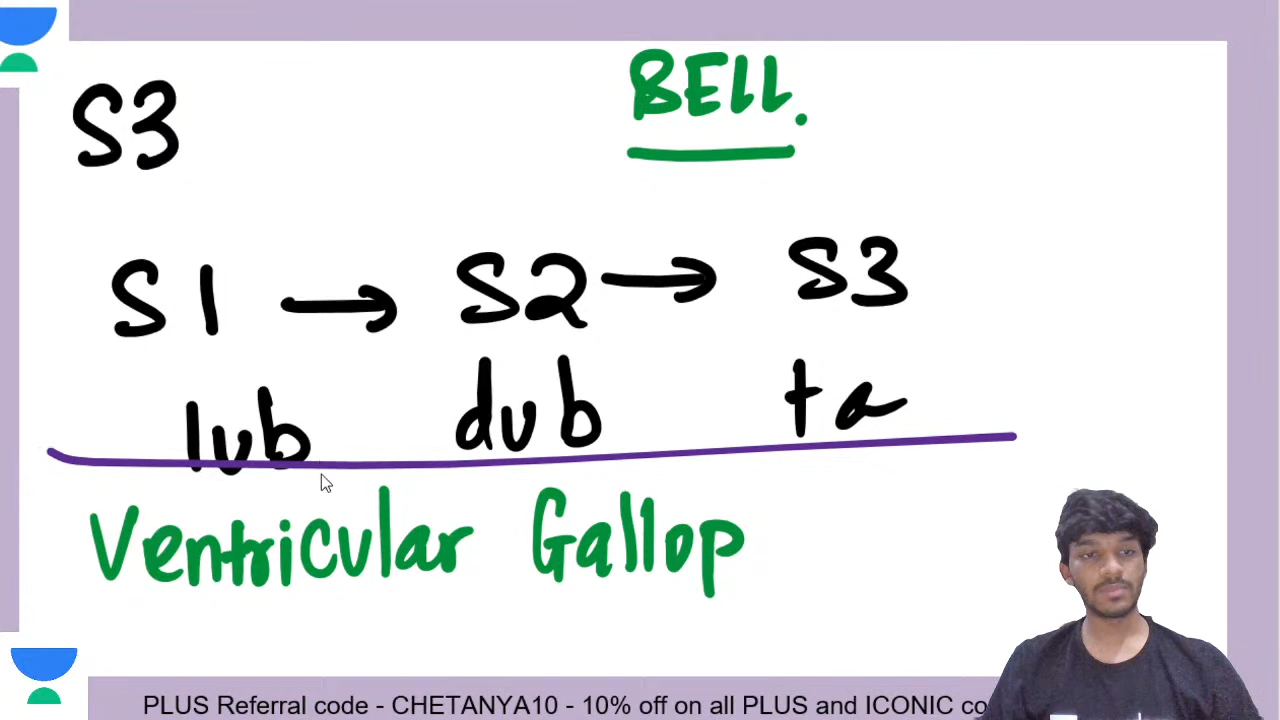 BELL.
S3
S1 → S2 → S3
lub dub ta
Ventricular Gallop
PLUS Referral code - CHETANYA10 - 10% off on all PLUS and ICONIC co